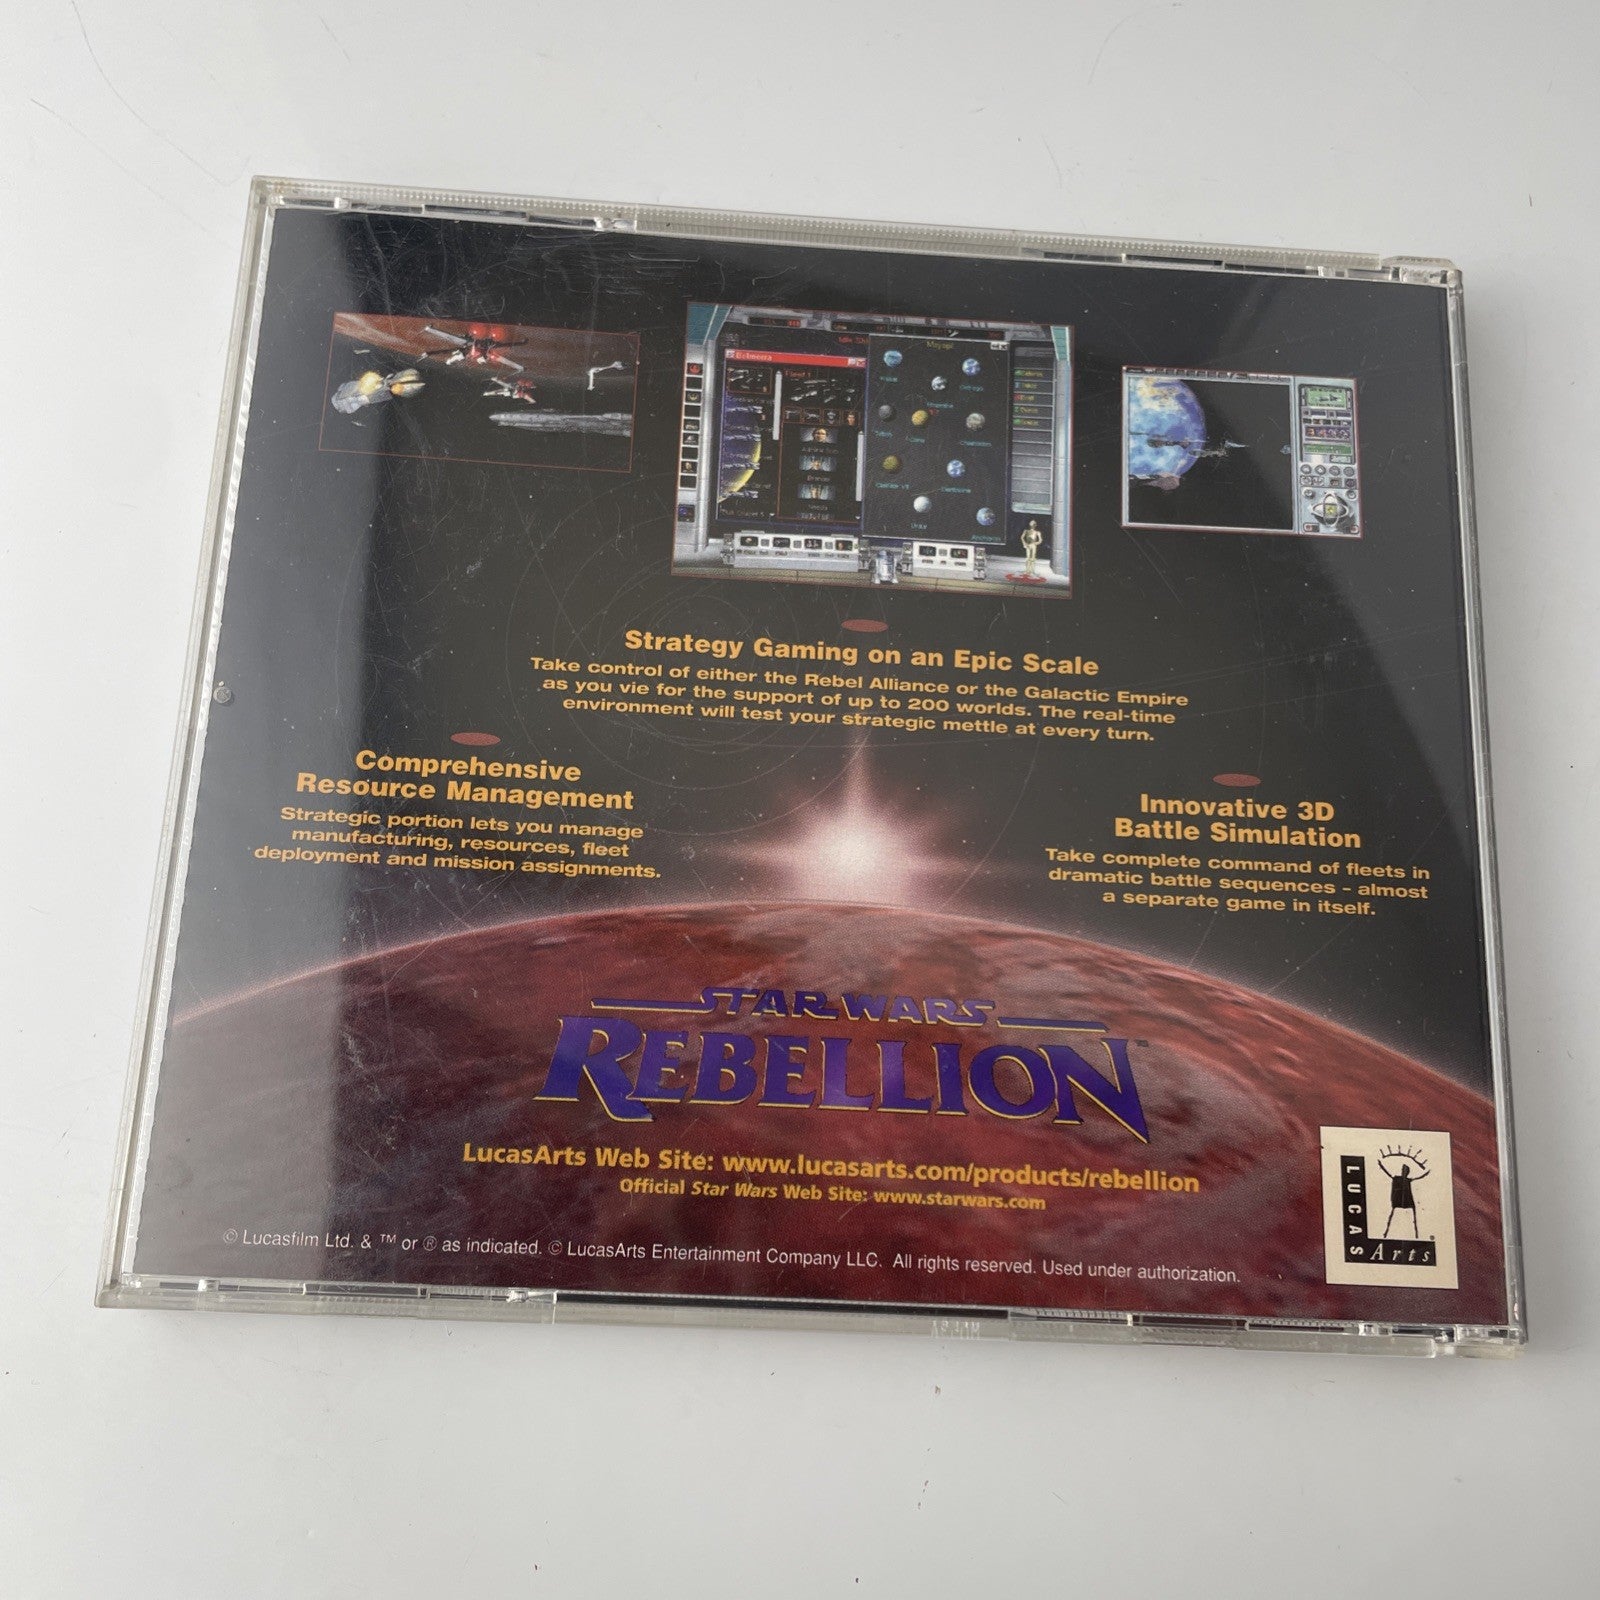 Belmeera
Fleet 1
Strategy Gaming on an Epic Scale
Take control of either the Rebel Alliance or the Galactic Empire
as you vie for the support of up to 200 worlds. The real-time
environment will test your strategic mettle at every turn.
Comprehensive
Resource Management
Strategic portion lets you manage
manufacturing, resources, fleet
deployment and mission assignments.
Innovative 3D
Battle Simulation
Take complete command of fleets in
dramatic battle sequences – almost
a separate game in itself.
STAR WARS
REBELLION™
LucasArts Web Site: www.lucasarts.com/products/rebellion
Official Star Wars Web Site: www.starwars.com
© Lucasfilm Ltd. & ™ or ® as indicated. © LucasArts Entertainment Company LLC. All rights reserved. Used under authorization.
LUCAS
Arts®